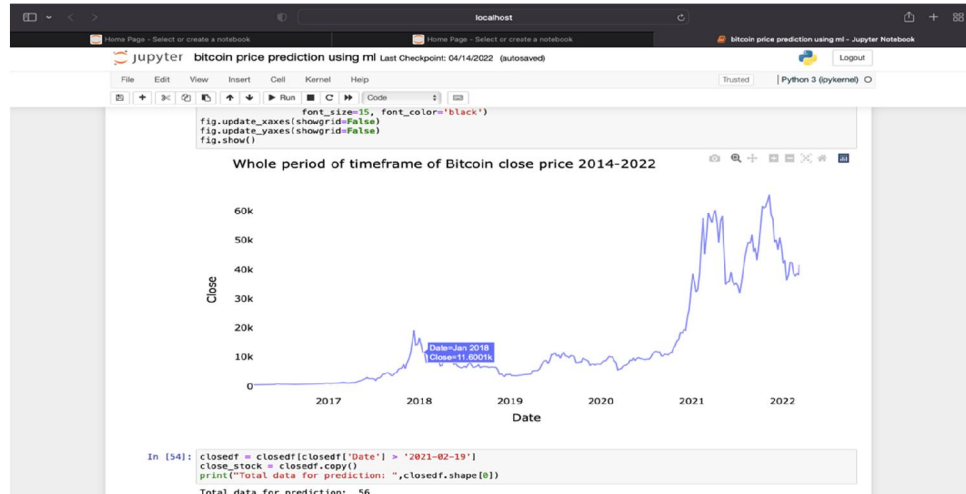 localhost
Home Page - Select or create a notebook
Home Page - Select or create a notebook
bitcoin price prediction using ml - Jupyter Notebook
jupyter bitcoin price prediction using ml Last Checkpoint: 04/14/2022 (autosaved)
Logout
File Edit View Insert Cell Kernel Help
Trusted
Python 3 (ipykernel)
Run
Code
font_size=15, font_color='black')
fig.update_xaxes(showgrid=False)
fig.update_yaxes(showgrid=False)
fig.show()
Whole period of timeframe of Bitcoin close price 2014-2022
60k
50k
40k
30k
20k
10k
0
Close
Date=Jan 2018
Close=11.6001k
2017 2018 2019 2020 2021 2022
Date
In [54]: closedf = closedf[closedf['Date'] > '2021-02-19']
close_stock = closedf.copy()
print("Total data for prediction: ",closedf.shape[0])
Total data for prediction: 56